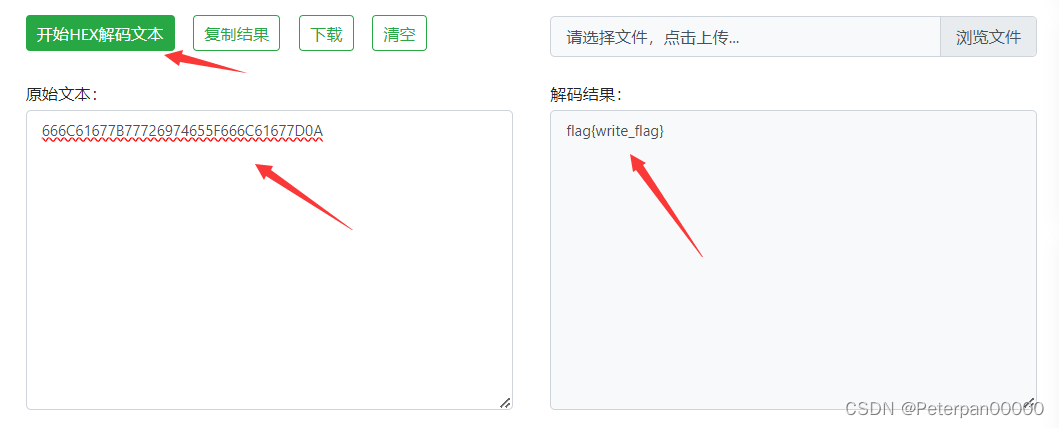 开始HEX解码文本 复制结果 下载 清空 请选择文件，点击上传... 浏览文件
原始文本： 解码结果：
666C61677B77726974655F666C61677D0A flag{write_flag}
CSDN @Peterpan00000